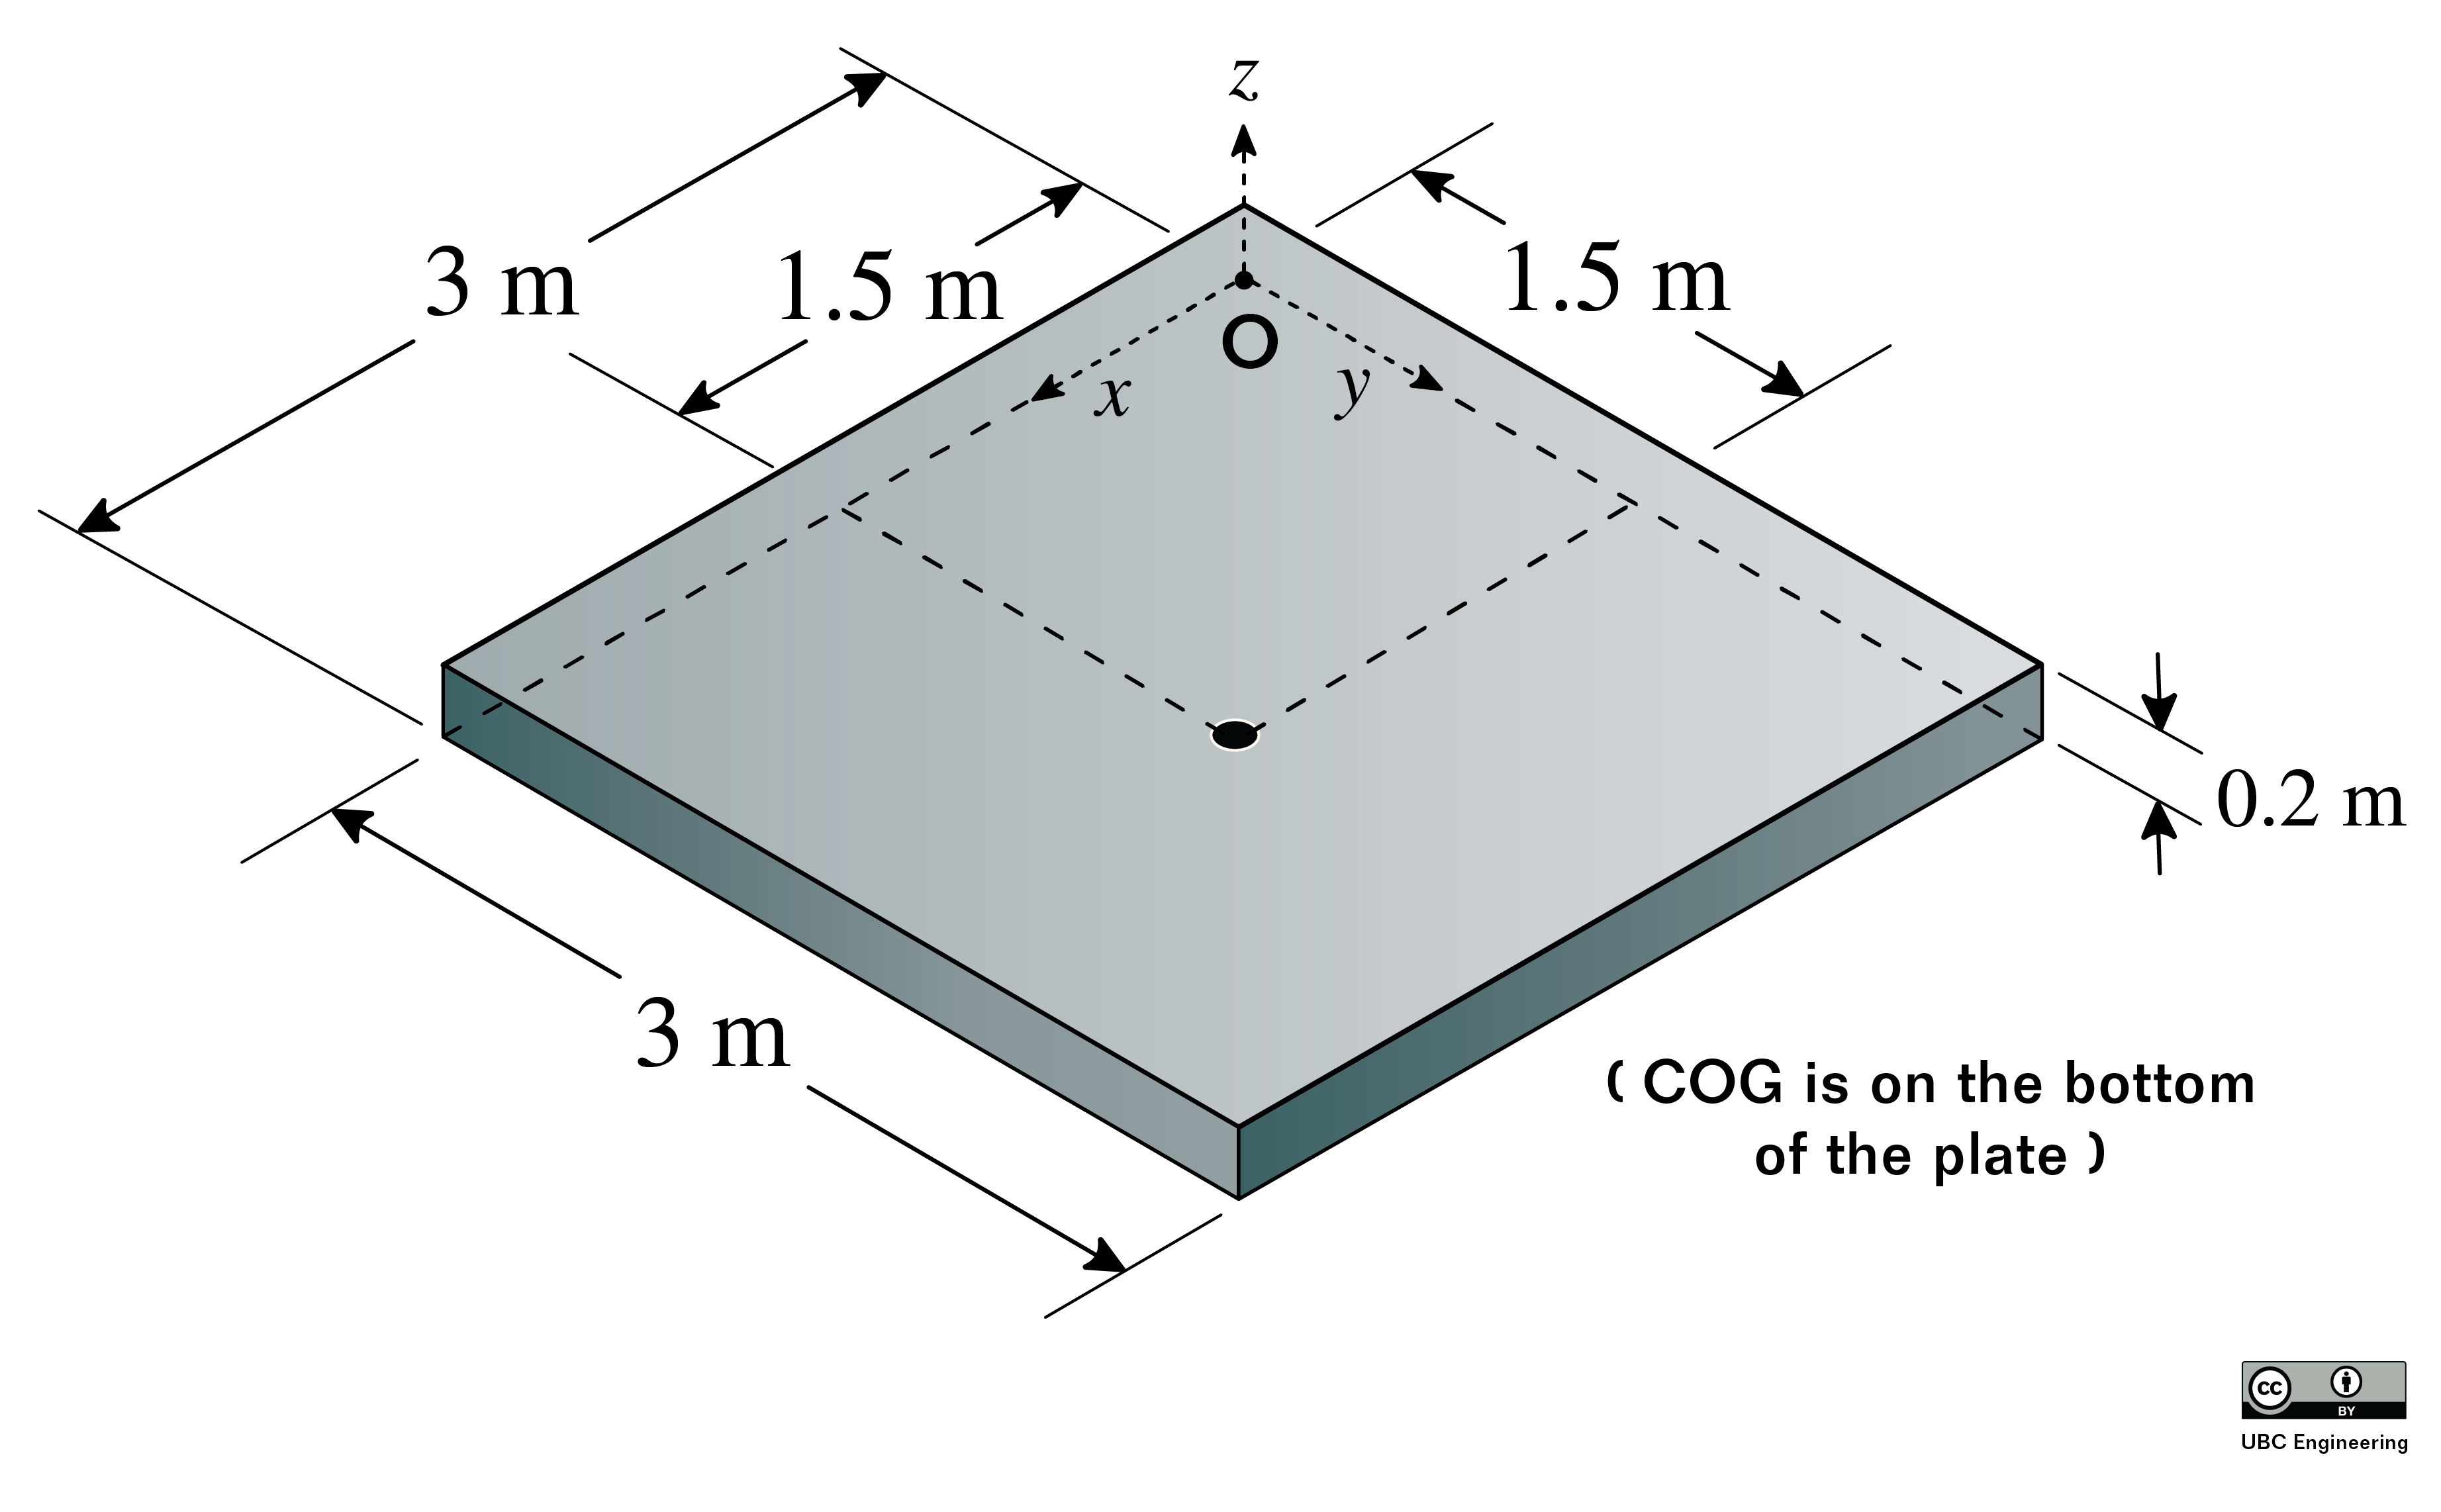 z
3 m
1.5 m
1.5 m
O
x
y
0.2 m
3 m
( COG is on the bottom
of the plate )
cc
BY
UBC Engineering